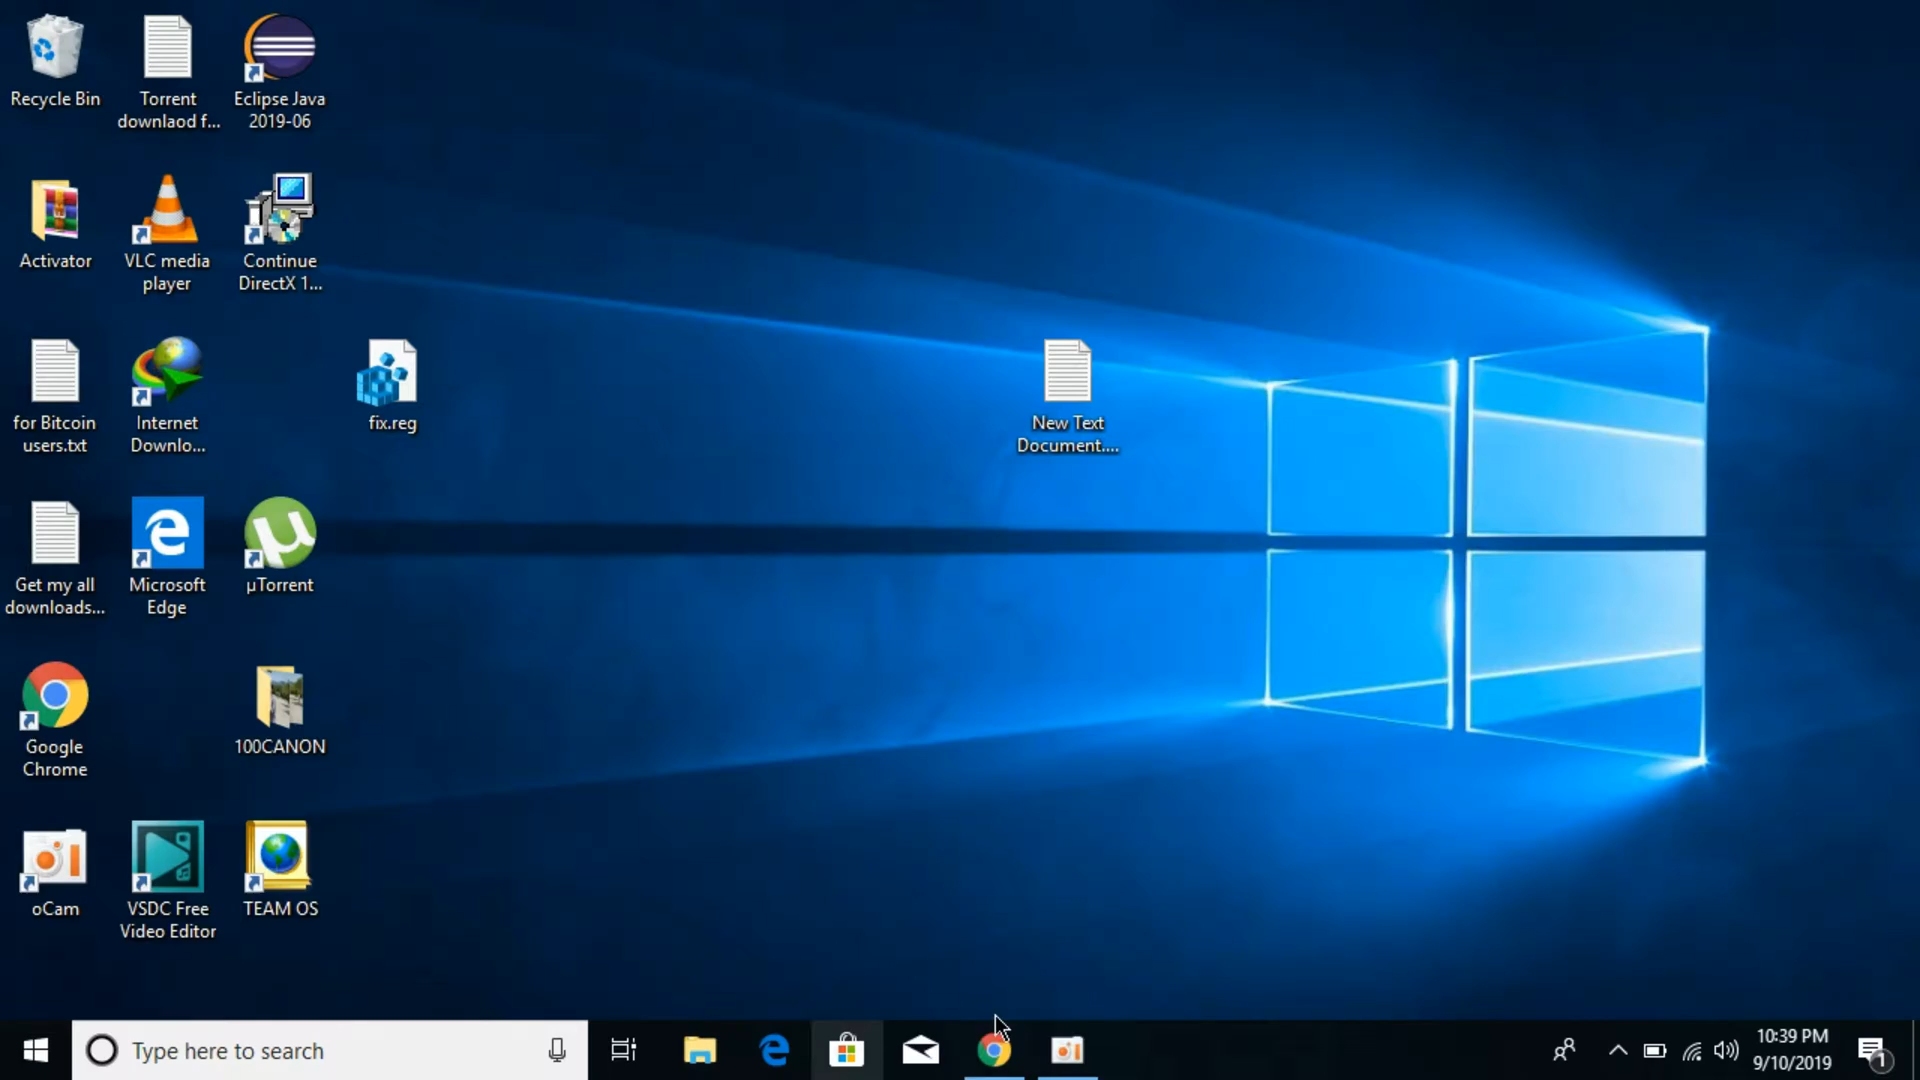 Recycle Bin
Torrent
downlaod f...
Eclipse Java
2019-06
Activator
VLC media
player
Continue
DirectX 1...
for Bitcoin
users.txt
Internet
Downlo...
fix.reg
New Text
Document....
Get my all
downloads...
Microsoft
Edge
µTorrent
Google
Chrome
100CANON
oCam
VSDC Free
Video Editor
TEAM OS
Type here to search
10:39 PM
9/10/2019
1